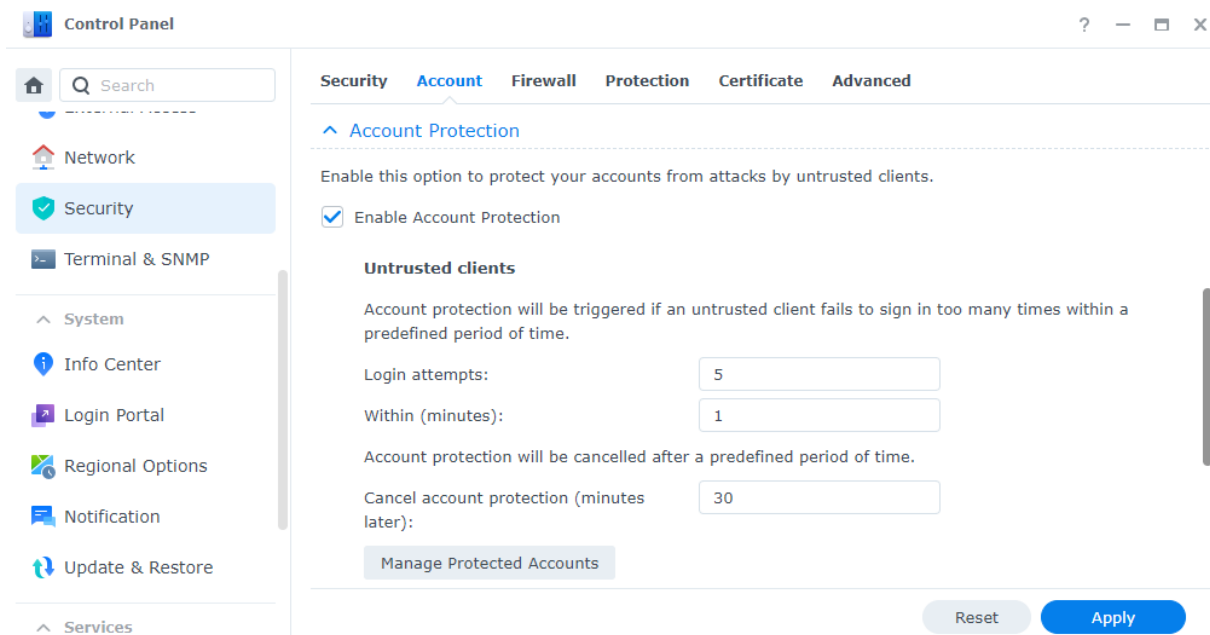 Control Panel
?
Search
Network
Security
Terminal & SNMP
System
Info Center
Login Portal
Regional Options
Notification
Update & Restore
Services
Security Account Firewall Protection Certificate Advanced
Account Protection
Enable this option to protect your accounts from attacks by untrusted clients.
Enable Account Protection
Untrusted clients
Account protection will be triggered if an untrusted client fails to sign in too many times within a
predefined period of time.
Login attempts: 5
Within (minutes): 1
Account protection will be cancelled after a predefined period of time.
Cancel account protection (minutes 30
later):
Manage Protected Accounts
Reset Apply